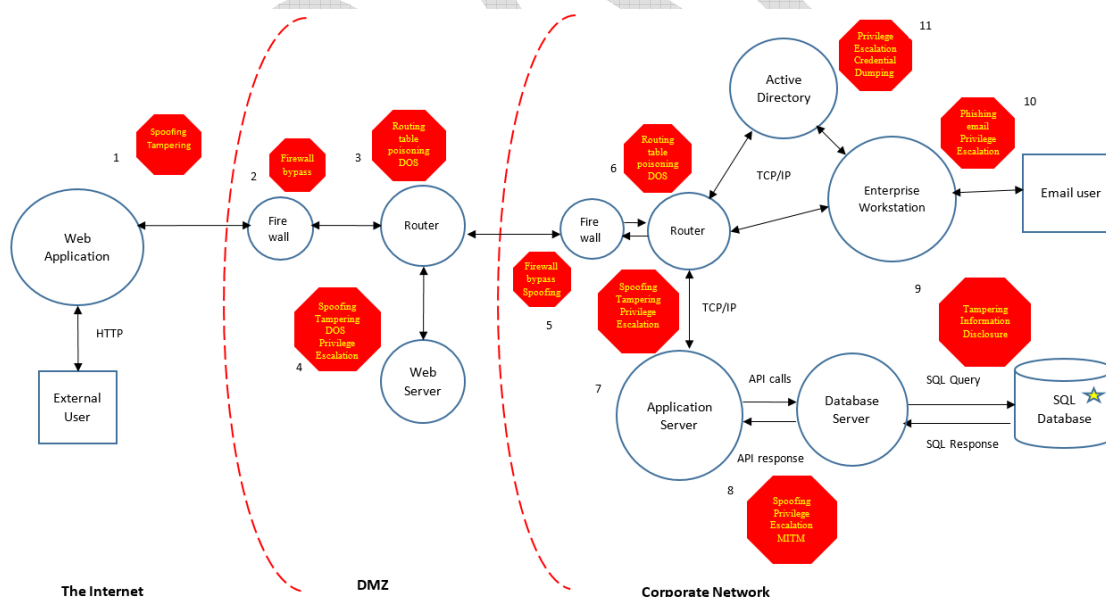 11
Privilege
Escalation
Credential
Dumping
Active
Directory
10
Phishing
email
Privilege
Escalation
1
Spoofing
Tampering
2
Firewall
bypass
3
Routing
table
poisoning
DOS
6
Routing
table
poisoning
DOS
TCP/IP
Enterprise
Workstation
Email user
Web
Application
Fire
wall
Router
Fire
wall
Router
Firewall
bypass
Spoofing
5
Spoofing
Tampering
Privilege
Escalation
TCP/IP
9
Tampering
Information
Disclosure
HTTP
Spoofing
Tampering
DOS
Privilege
Escalation
4
External
User
Web
Server
7
Application
Server
API calls
API response
Database
Server
SQL Query
SQL Response
SQL
Database
8
Spoofing
Privilege
Escalation
MITM
The Internet
DMZ
Corporate Network